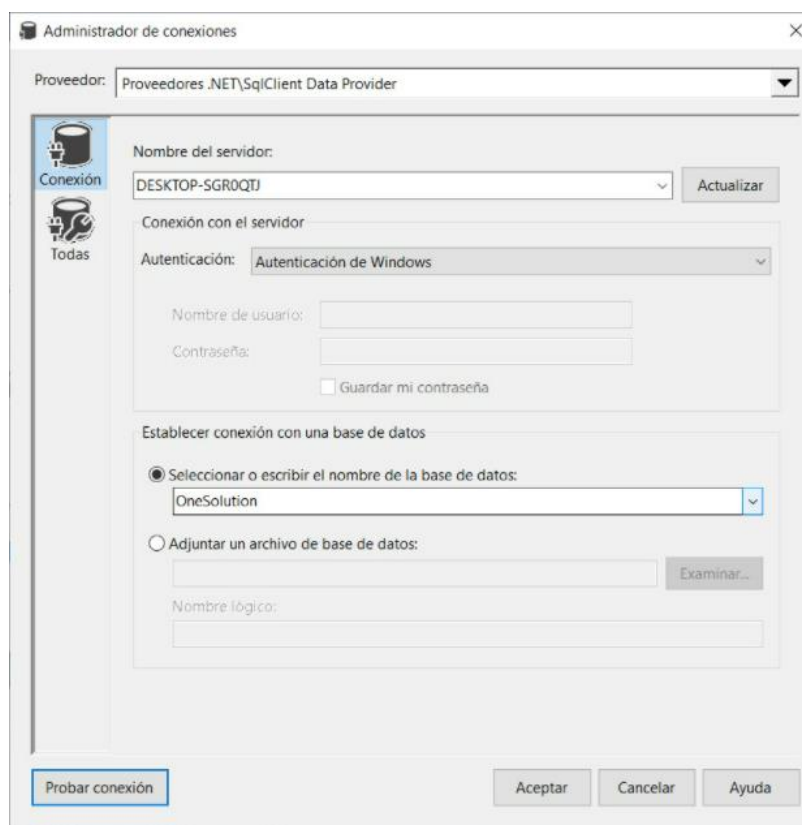 Administrador de conexiones
Proveedor: Proveedores .NET\SqlClient Data Provider
Conexión
Todas
Nombre del servidor:
DESKTOP-SGR0QTJ Actualizar
Conexión con el servidor
Autenticación: Autenticación de Windows
Nombre de usuario:
Contraseña:
Guardar mi contraseña
Establecer conexión con una base de datos
Seleccionar o escribir el nombre de la base de datos:
OneSolution
Adjuntar un archivo de base de datos:
Examinar...
Nombre lógico:
Probar conexión Aceptar Cancelar Ayuda